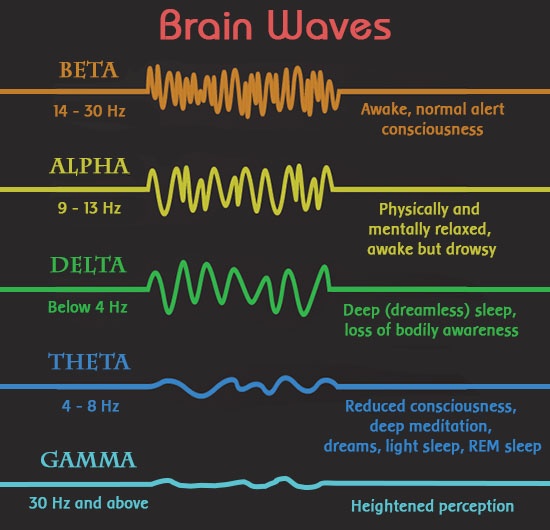 Brain Waves
BETA
14 - 30 Hz
Awake, normal alert
consciousness
ALPHA
9 - 13 Hz
Physically and
mentally relaxed,
awake but drowsy
DELTA
Below 4 Hz
Deep (dreamless) sleep,
loss of bodily awareness
THETA
4 - 8 Hz
Reduced consciousness,
deep meditation,
dreams, light sleep, REM sleep
GAMMA
30 Hz and above
Heightened perception